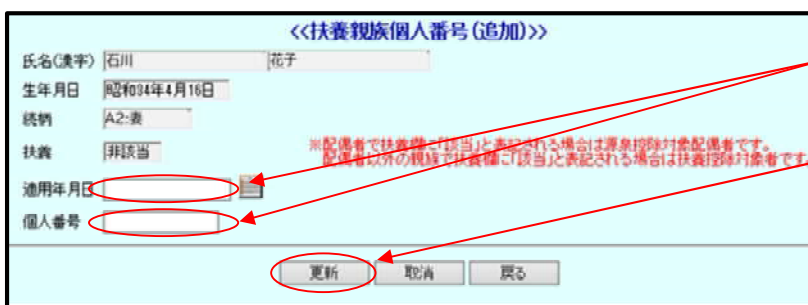 <<扶養親族個人番号(追加)>>
氏名(漢字) 石川 花子
生年月日 昭和34年4月16日
続柄 A2:妻
扶養 非該当
※配偶者で扶養欄に「該当」と表記される場合は源泉控除対象配偶者です。
配偶者以外の親族で扶養欄に「該当」と表記される場合は扶養控除対象者です
適用年月日
個人番号
更新 取消 戻る